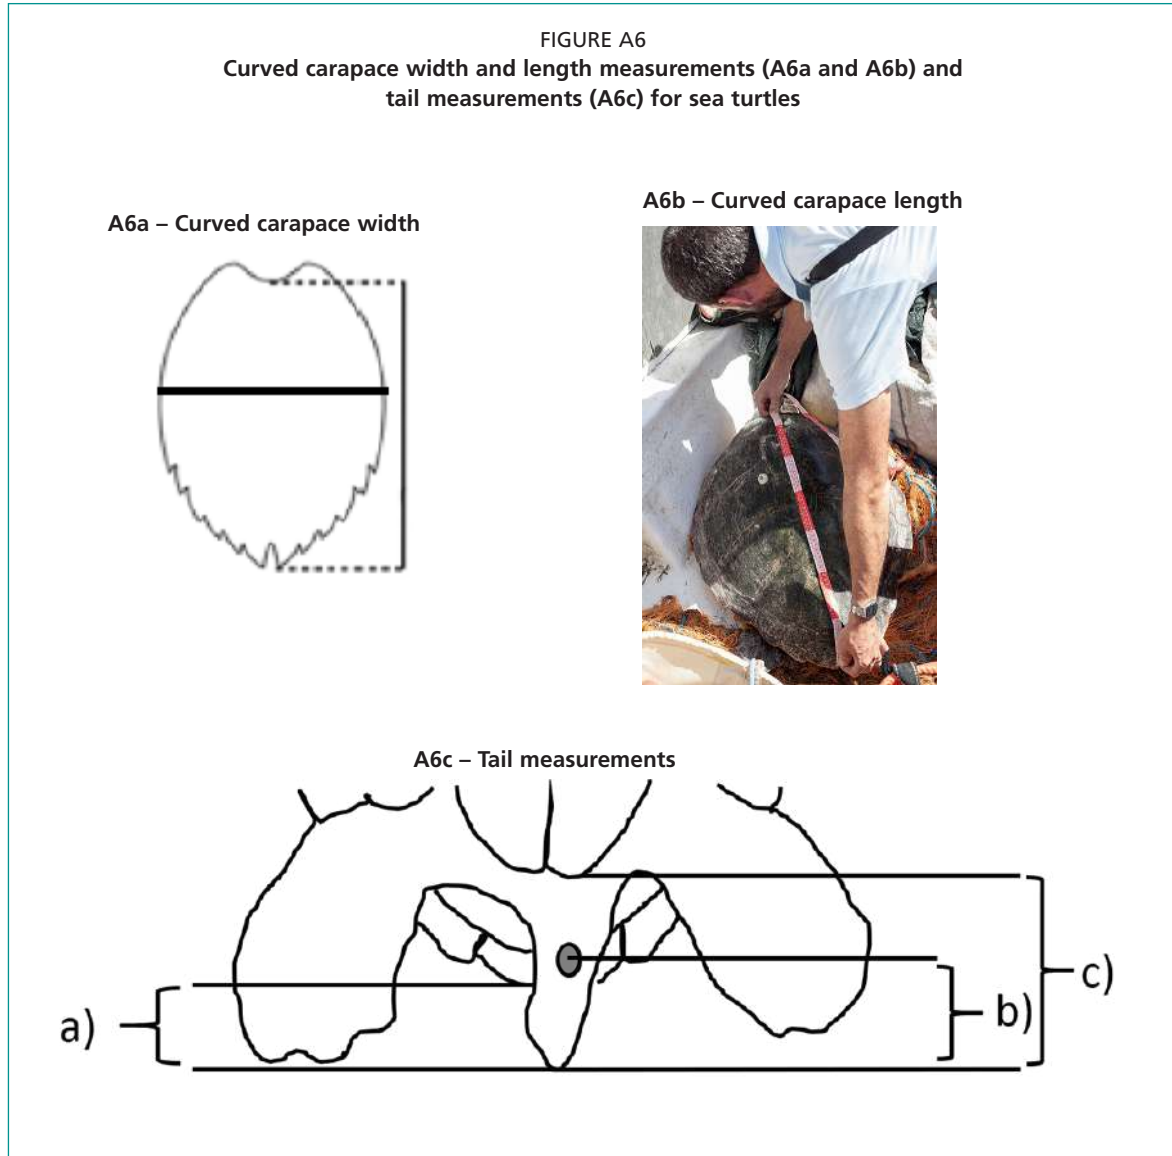 FIGURE A6
Curved carapace width and length measurements (A6a and A6b) and
tail measurements (A6c) for sea turtles
A6a – Curved carapace width
A6b – Curved carapace length
A6c – Tail measurements
a)
b)
c)